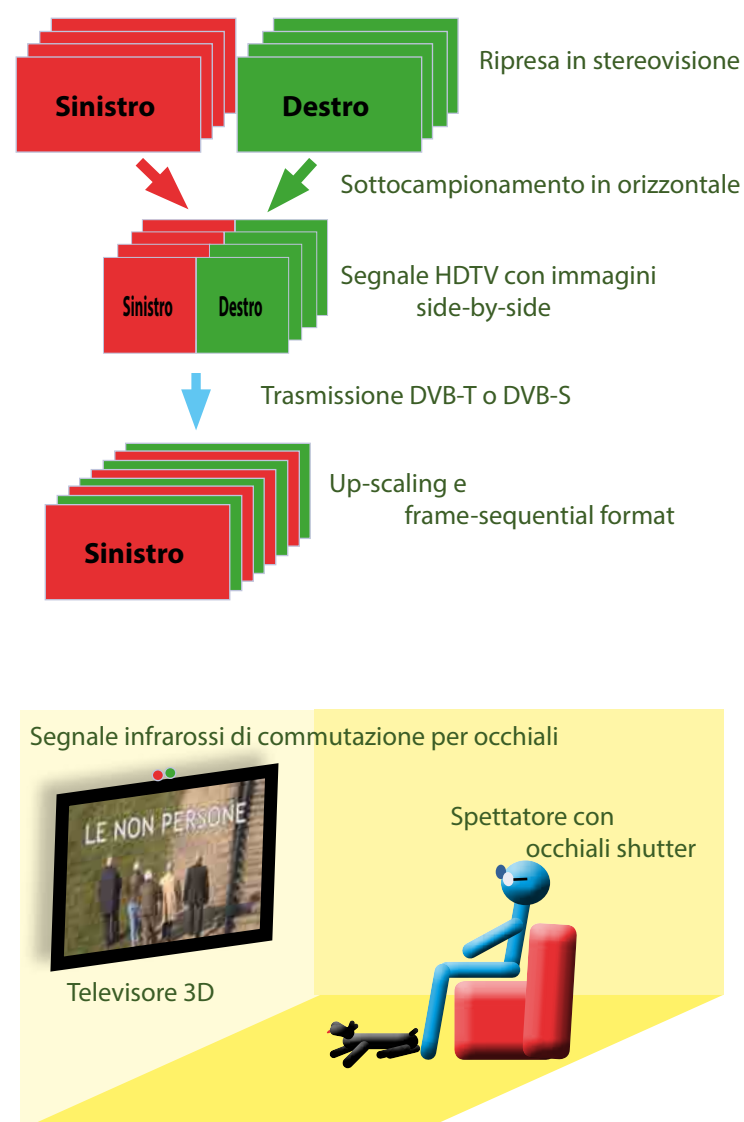 Ripresa in stereovisione
Sinistro
Destro
Sottocampionamento in orizzontale
Sinistro
Destro
Segnale HDTV con immagini
side-by-side
Trasmissione DVB-T o DVB-S
Up-scaling e
frame-sequential format
Sinistro
Segnale infrarossi di commutazione per occhiali
LE NON PERSONE
Spettatore con
occhiali shutter
Televisore 3D